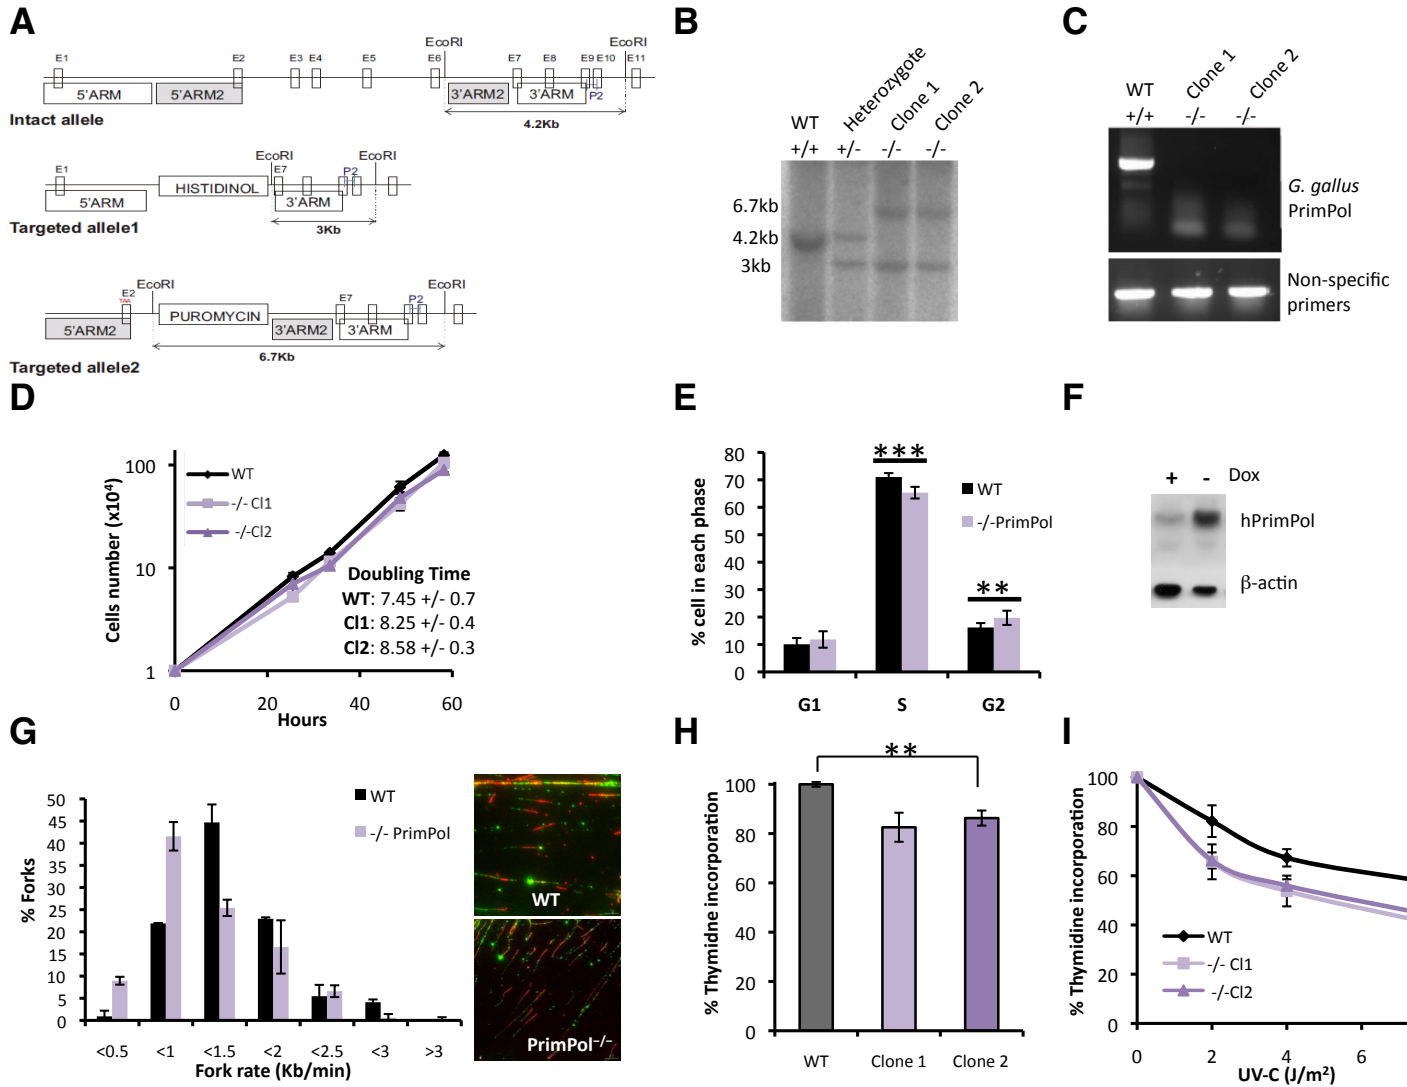 A
EcoRI EcoRI
E1 E2 E3 E4 E5 E6 E7 E8 E9 E10 E11
5'ARM 5'ARM2 3'ARM2 3'ARM P2
Intact allele
4.2Kb
EcoRI EcoRI
E1 E7 P2
HISTIDINOL
5'ARM 3'ARM
Targeted allele1
3Kb
EcoRI EcoRI
E2 TAA E7 P2
PUROMYCIN
5'ARM2 3'ARM2 3'ARM
6.7Kb
Targeted allele2
B
WT Heterozygote Clone 1 Clone 2
+/+ +/- -/- -/-
6.7kb
4.2kb
3kb
C
WT Clone 1 Clone 2
+/+ -/- -/-
G. gallus
PrimPol
Non-specific
primers
D
Cells number (x10⁴)
100
10
1
WT
-/- Cl1
-/-Cl2
Doubling Time
WT: 7.45 +/- 0.7
Cl1: 8.25 +/- 0.4
Cl2: 8.58 +/- 0.3
0 20 40 60
Hours
E
% cell in each phase
80
70
60
50
40
30
20
10
0
***
**
WT
-/-PrimPol
G1 S G2
F
+ - Dox
hPrimPol
β-actin
G
% Forks
50
45
40
35
30
25
20
15
10
5
0
WT
-/- PrimPol
<0.5 <1 <1.5 <2 <2.5 <3 >3
Fork rate (Kb/min)
WT
PrimPol⁻/⁻
H
% Thymidine incorporation
100
80
60
40
20
0
**
WT Clone 1 Clone 2
I
% Thymidine incorporation
100
80
60
40
20
0
WT
-/- Cl1
-/-Cl2
0 2 4 6
UV-C (J/m²)